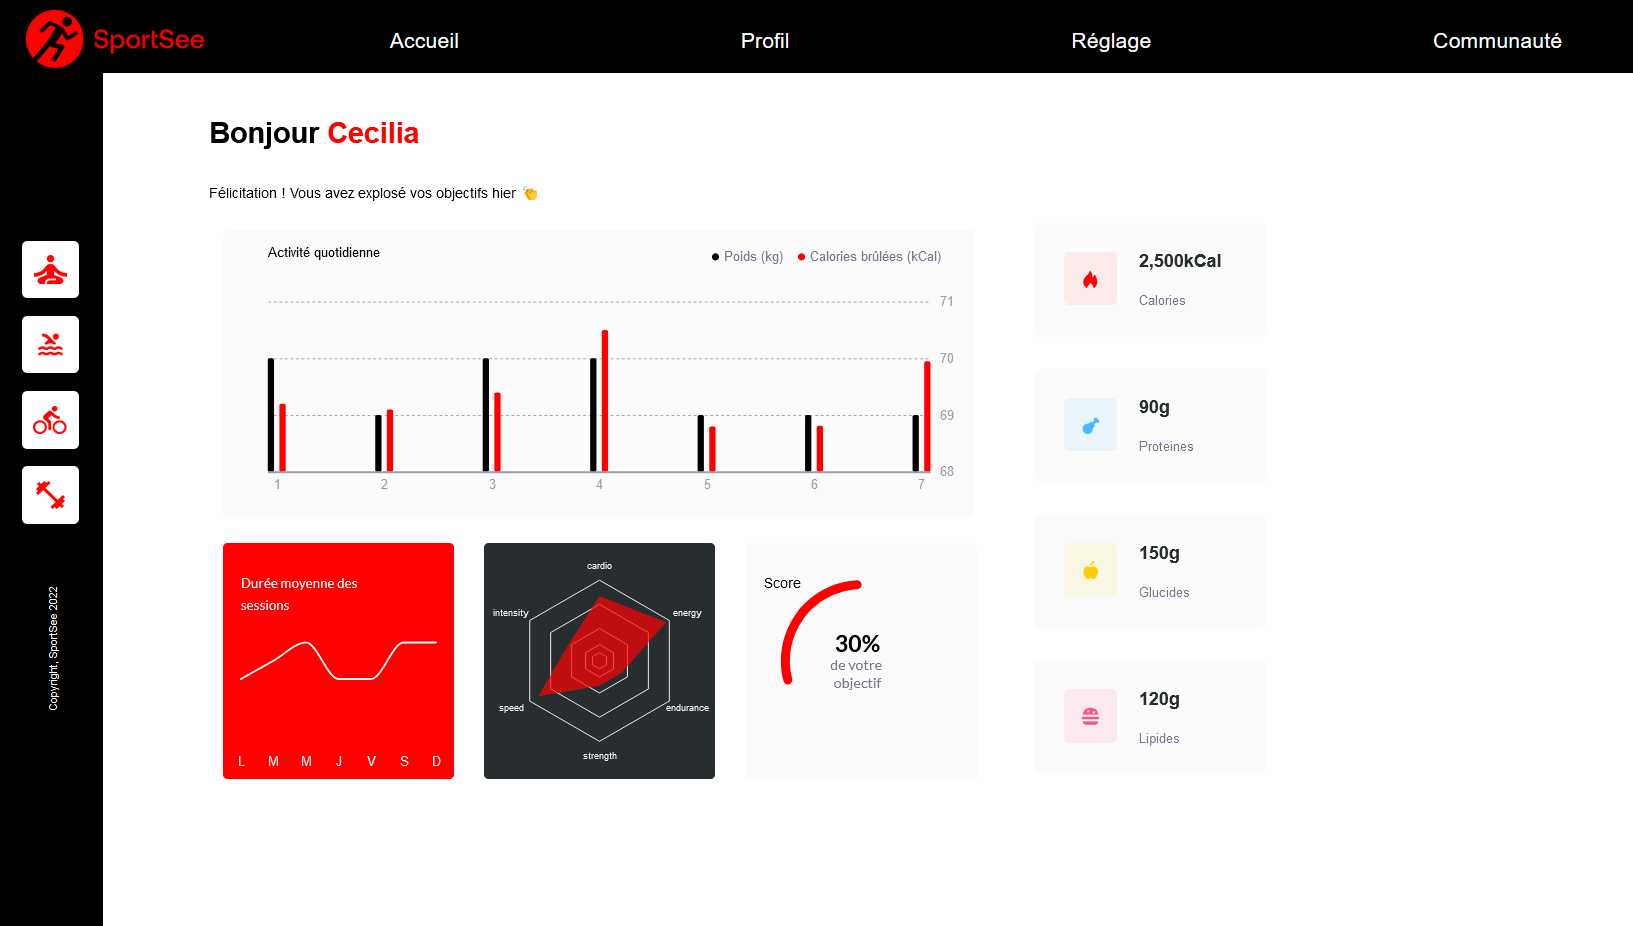 SportSee
Accueil
Profil
Réglage
Communauté
Bonjour Cecilia
Félicitation ! Vous avez explosé vos objectifs hier 👏
Activité quotidienne
Poids (kg)
Calories brûlées (kCal)
71
70
69
68
1
2
3
4
5
6
7
2,500kCal
Calories
90g
Proteines
150g
Glucides
120g
Lipides
Durée moyenne des
sessions
L M M J V S D
cardio
intensity
energy
speed
endurance
strength
Score
30%
de votre
objectif
Copyright, SportSee 2022